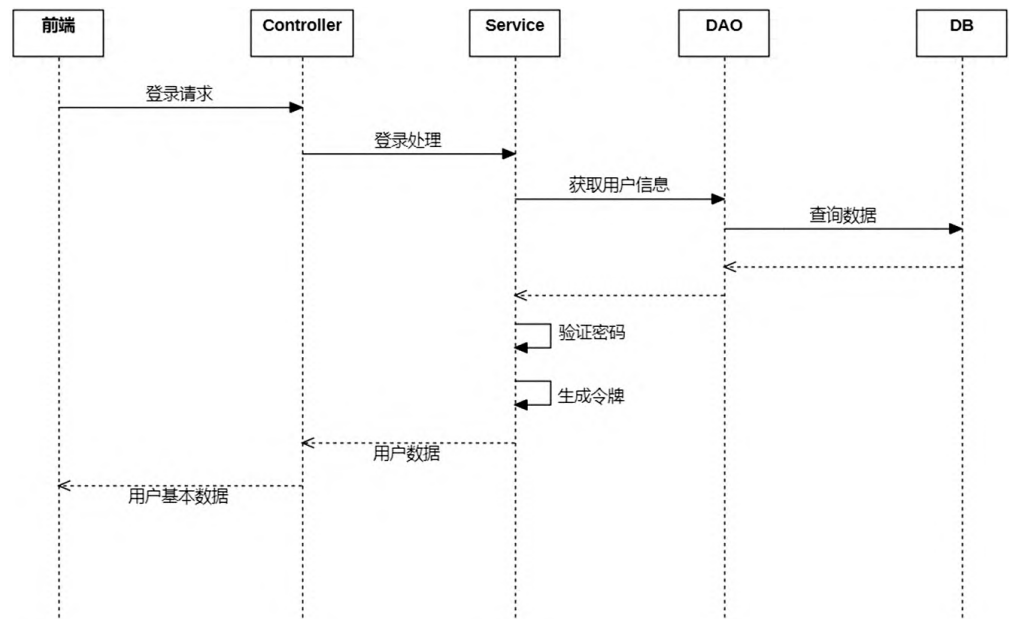 前端
Controller
Service
DAO
DB
登录请求
登录处理
获取用户信息
查询数据
验证密码
生成令牌
用户数据
用户基本数据